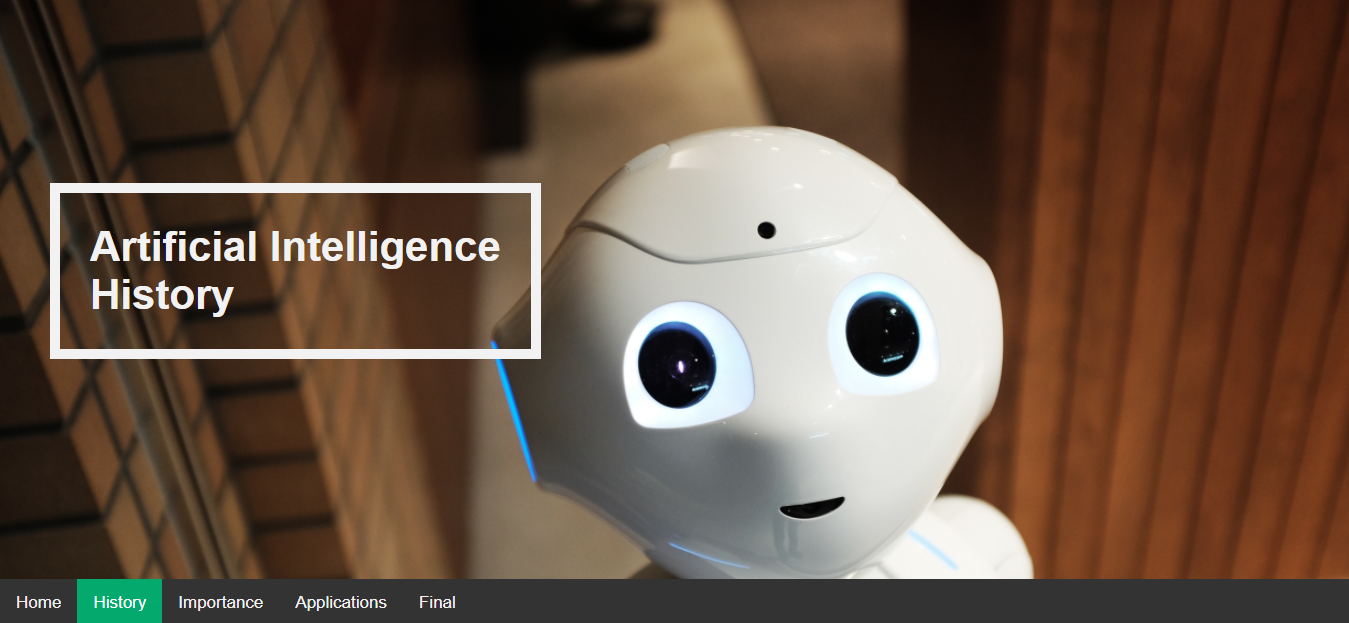 Artificial Intelligence
History
Home History Importance Applications Final